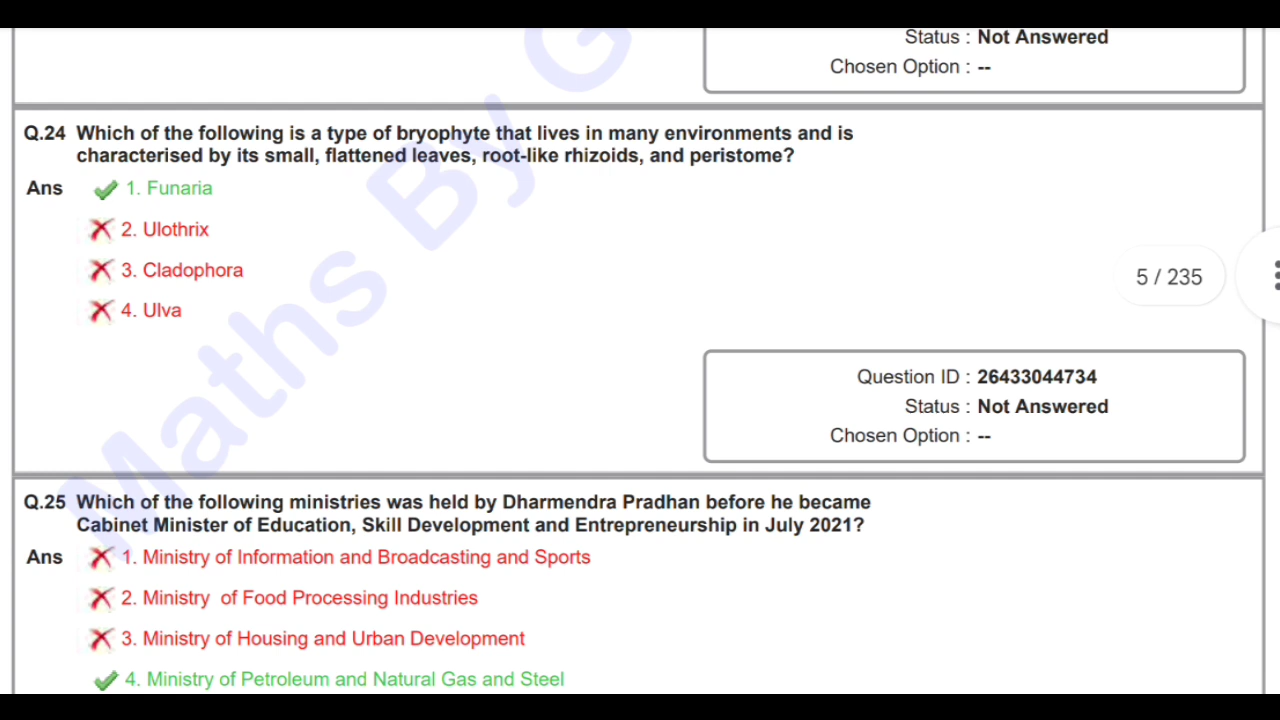 Status : Not Answered
Chosen Option : --
Q.24 Which of the following is a type of bryophyte that lives in many environments and is
characterised by its small, flattened leaves, root-like rhizoids, and peristome?
Ans 1. Funaria
2. Ulothrix
3. Cladophora
4. Ulva
5 / 235
Question ID : 26433044734
Status : Not Answered
Chosen Option : --
Q.25 Which of the following ministries was held by Dharmendra Pradhan before he became
Cabinet Minister of Education, Skill Development and Entrepreneurship in July 2021?
Ans 1. Ministry of Information and Broadcasting and Sports
2. Ministry of Food Processing Industries
3. Ministry of Housing and Urban Development
4. Ministry of Petroleum and Natural Gas and Steel
Maths By G